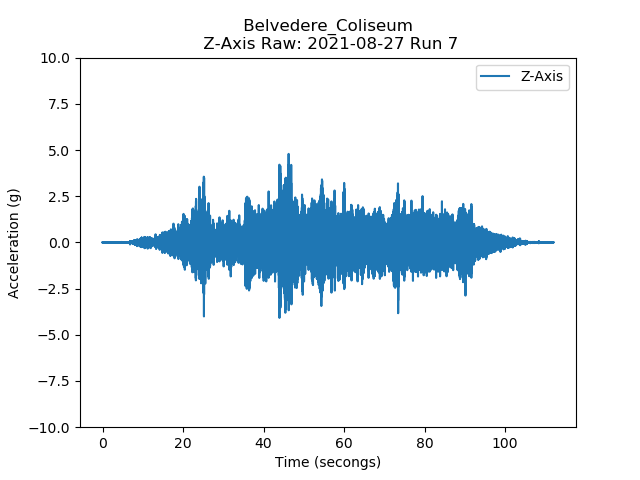 Belvedere_Coliseum
Z-Axis Raw: 2021-08-27 Run 7
10.0
7.5
5.0
2.5
0.0
−2.5
−5.0
−7.5
−10.0
Acceleration (g)
Z-Axis
0 20 40 60 80 100
Time (secongs)